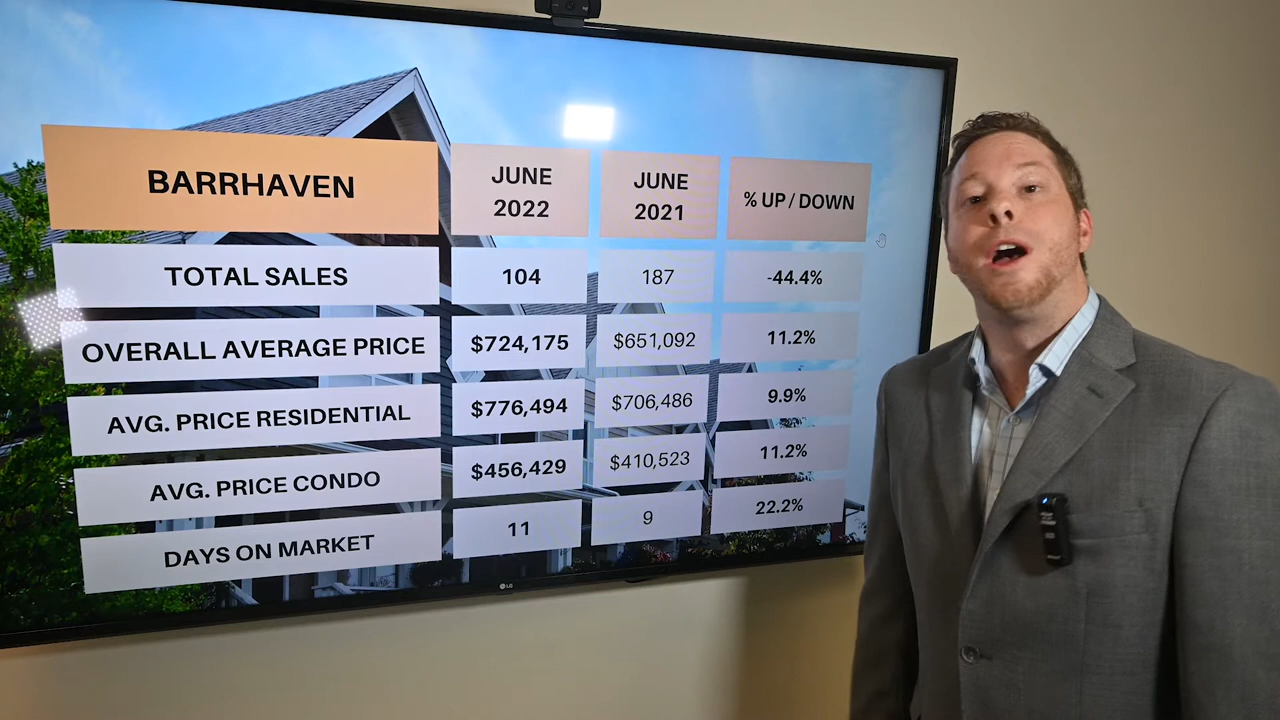 BARRHAVEN
JUNE 2022
JUNE 2021
% UP / DOWN
TOTAL SALES
104
187
-44.4%
OVERALL AVERAGE PRICE
$724,175
$651,092
11.2%
AVG. PRICE RESIDENTIAL
$776,494
$706,486
9.9%
AVG. PRICE CONDO
$456,429
$410,523
11.2%
DAYS ON MARKET
11
9
22.2%
LG